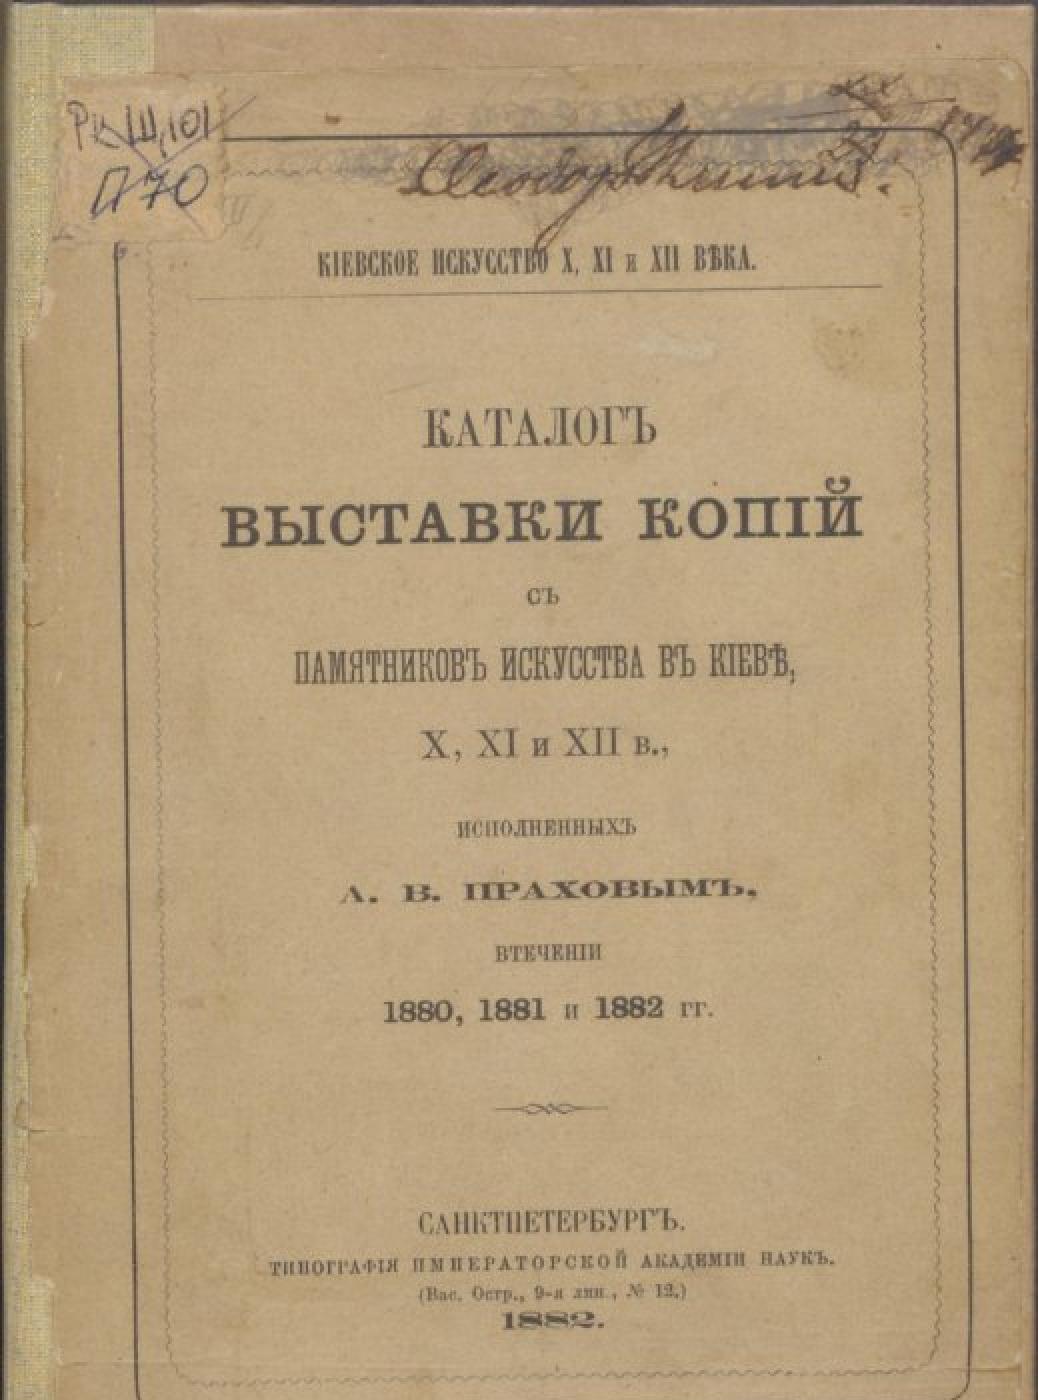 П 70
КІЕВСКОЕ ИСКУССТВО X, XI и XII ВѢКА.
КАТАЛОГЪ
ВЫСТАВКИ КОПІЙ
СЪ
ПАМЯТНИКОВЪ ИСКУССТВА ВЪ КІЕВѢ,
X, XI и XII в.,
ИСПОЛНЕННЫХЪ
А. В. ПРАХОВЫМЪ,
ВТЕЧЕНІИ
1880, 1881 и 1882 гг.
САНКТПЕТЕРБУРГЪ.
ТИПОГРАФІЯ ИМПЕРАТОРСКОЙ АКАДЕМІИ НАУКЪ.
(Вас. Остр., 9-я лин., № 12.)
1882.